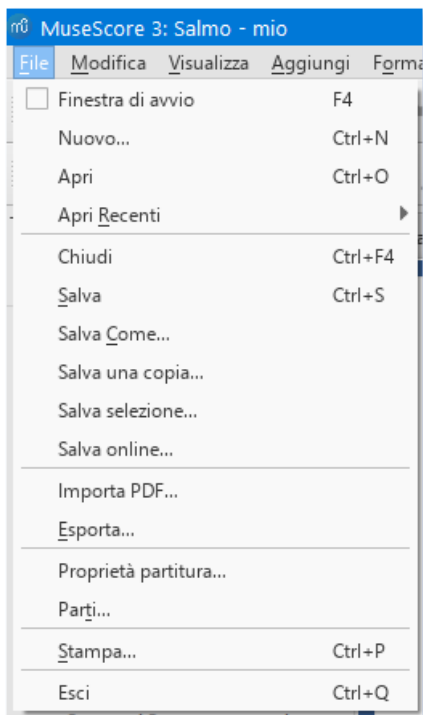 MuseScore 3: Salmo - mio
File Modifica Visualizza Aggiungi Forma
Finestra di avvio F4
Nuovo... Ctrl+N
Apri Ctrl+O
Apri Recenti
Chiudi Ctrl+F4
Salva Ctrl+S
Salva Come...
Salva una copia...
Salva selezione...
Salva online...
Importa PDF...
Esporta...
Proprietà partitura...
Parti...
Stampa... Ctrl+P
Esci Ctrl+Q